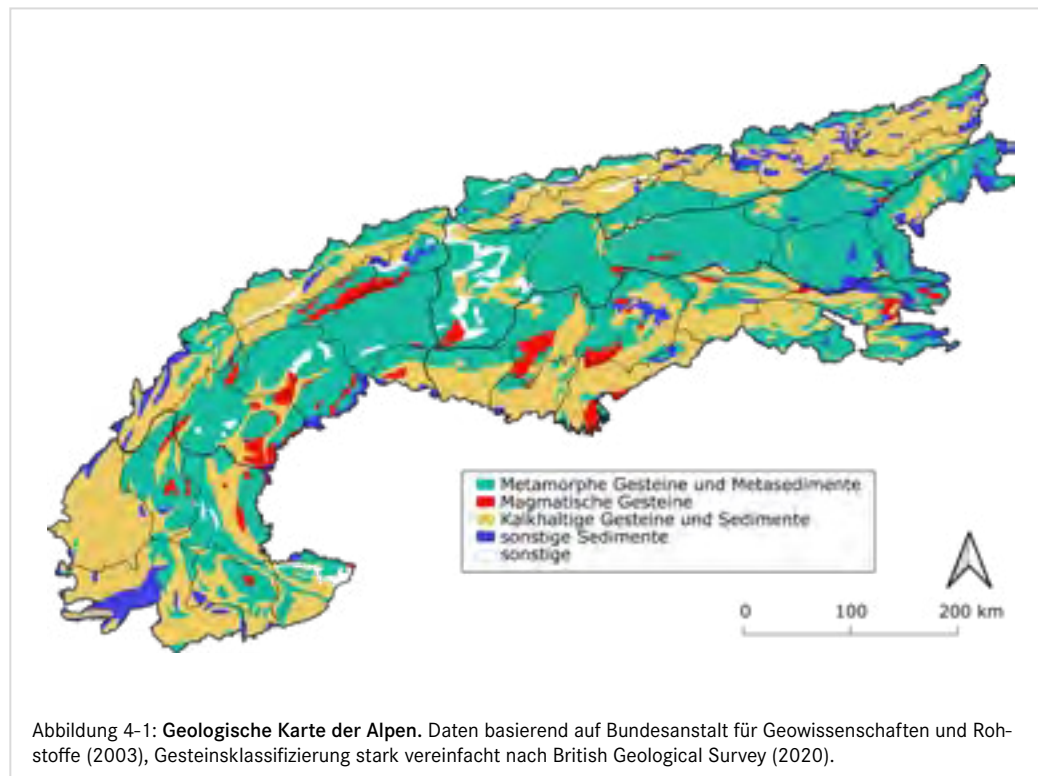 Metamorphe Gesteine und Metasedimente
Magmatische Gesteine
Kalkhaltige Gesteine und Sedimente
sonstige Sedimente
sonstige
0 100 200 km
Abbildung 4-1: Geologische Karte der Alpen. Daten basierend auf Bundesanstalt für Geowissenschaften und Roh-
stoffe (2003), Gesteinsklassifizierung stark vereinfacht nach British Geological Survey (2020).